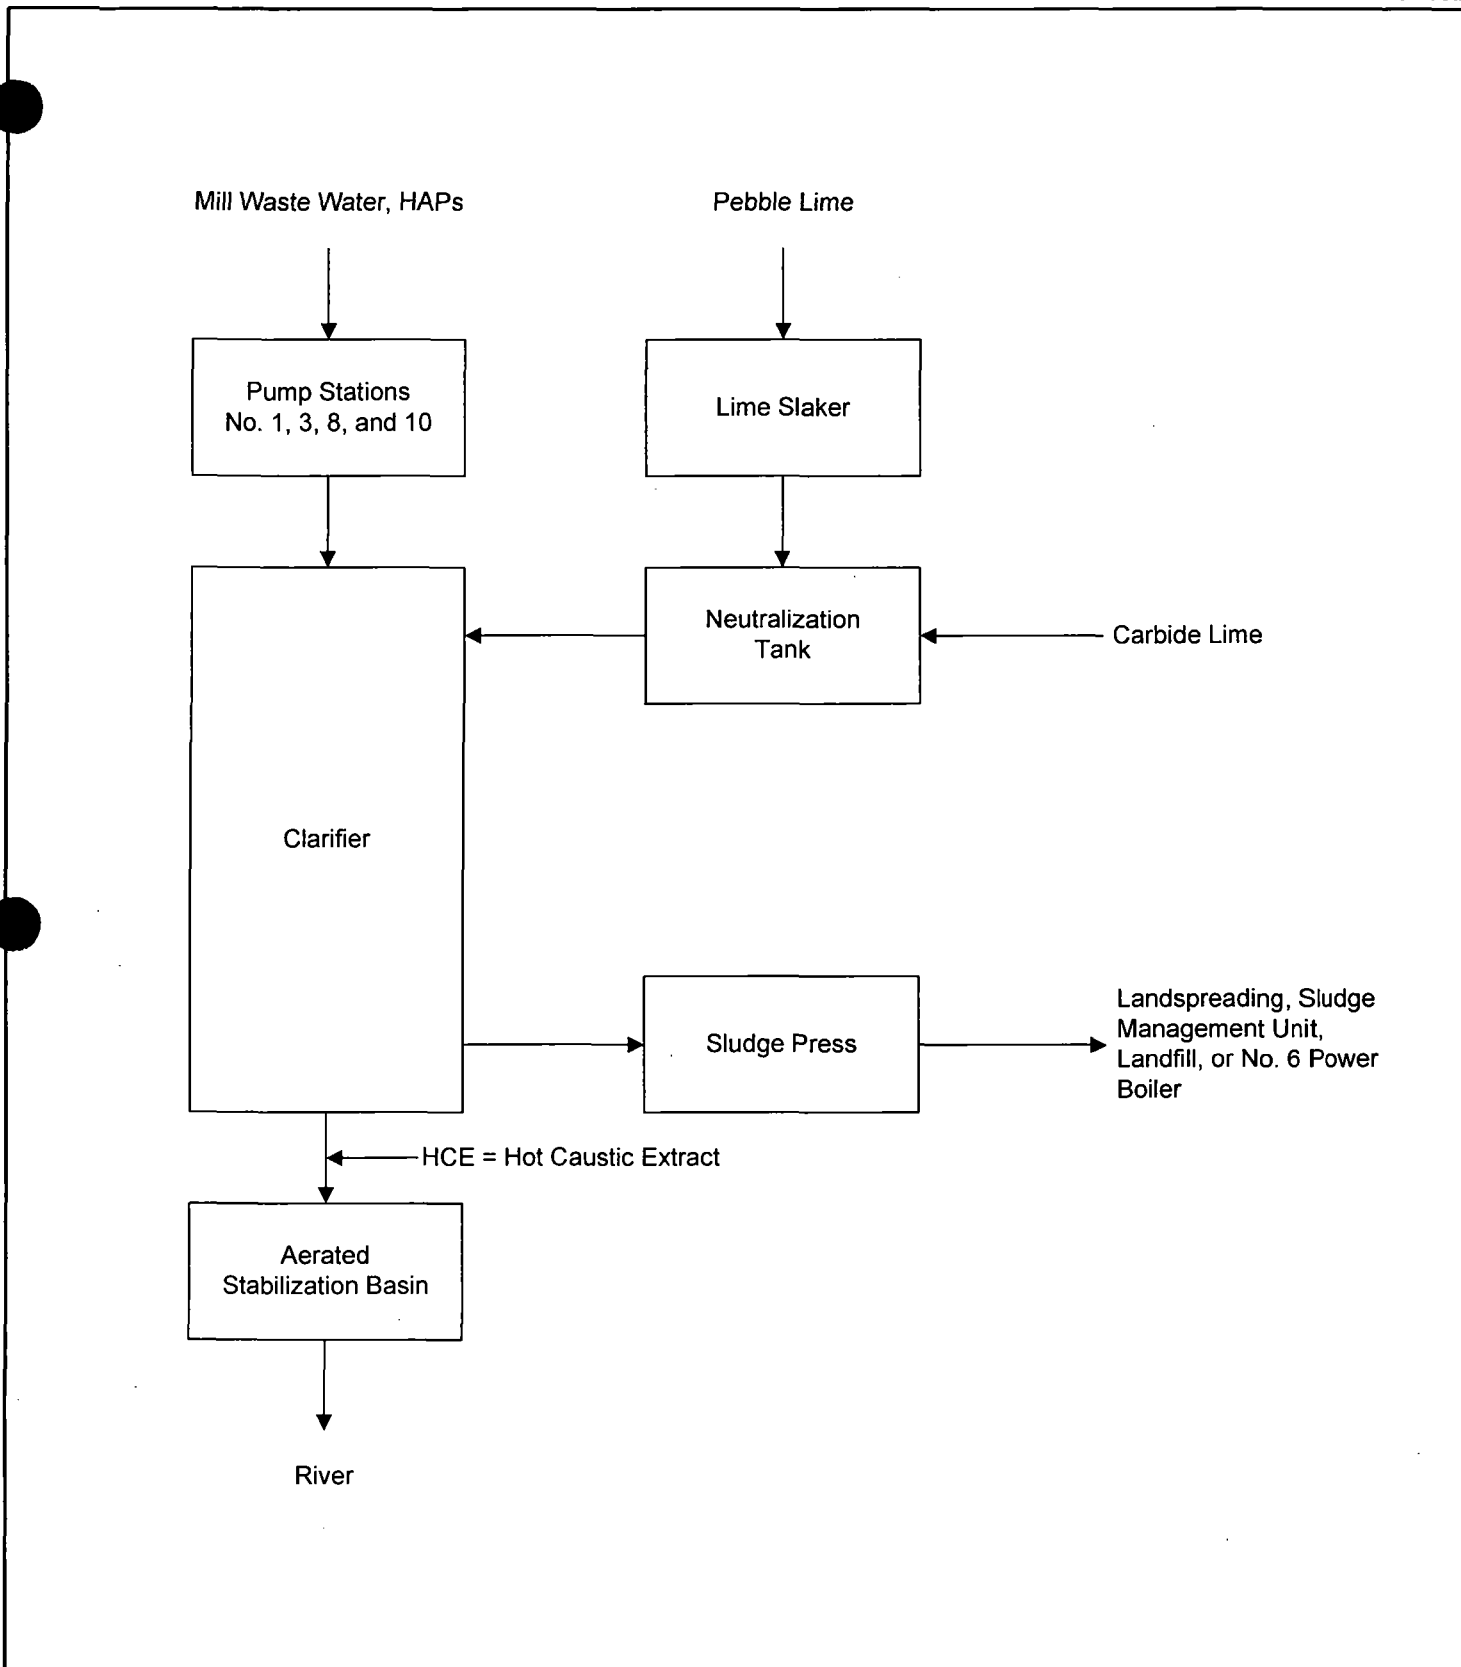 Mill Waste Water, HAPs
Pebble Lime
Pump Stations
No. 1, 3, 8, and 10
Lime Slaker
Neutralization
Tank
Carbide Lime
Clarifier
Sludge Press
Landspreading, Sludge
Management Unit,
Landfill, or No. 6 Power
Boiler
HCE = Hot Caustic Extract
Aerated
Stabilization Basin
River